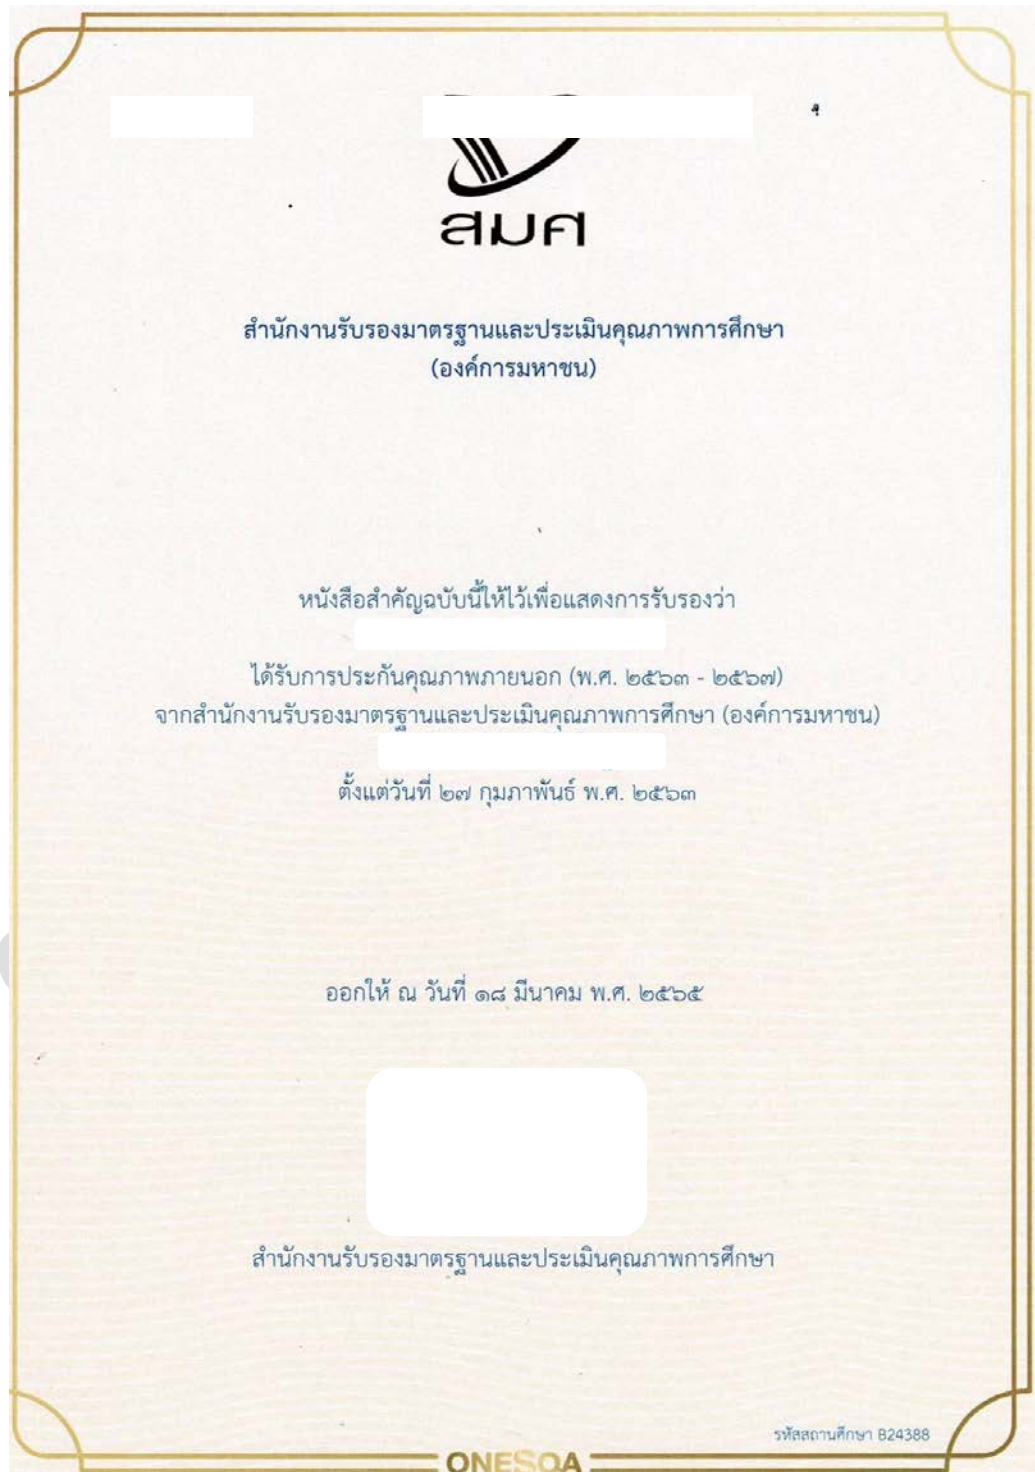 สมศ
สำนักงานรับรองมาตรฐานและประเมินคุณภาพการศึกษา
(องค์การมหาชน)
หนังสือสำคัญฉบับนี้ให้ไว้เพื่อแสดงการรับรองว่า
ได้รับการประกันคุณภาพภายนอก (พ.ศ. ๒๕๖๓ - ๒๕๖๗)
จากสำนักงานรับรองมาตรฐานและประเมินคุณภาพการศึกษา (องค์การมหาชน)
ตั้งแต่วันที่ ๒๗ กุมภาพันธ์ พ.ศ. ๒๕๖๓
ออกให้ ณ วันที่ ๑๘ มีนาคม พ.ศ. ๒๕๖๕
สำนักงานรับรองมาตรฐานและประเมินคุณภาพการศึกษา
รหัสสถานศึกษา B24388
ONESQA